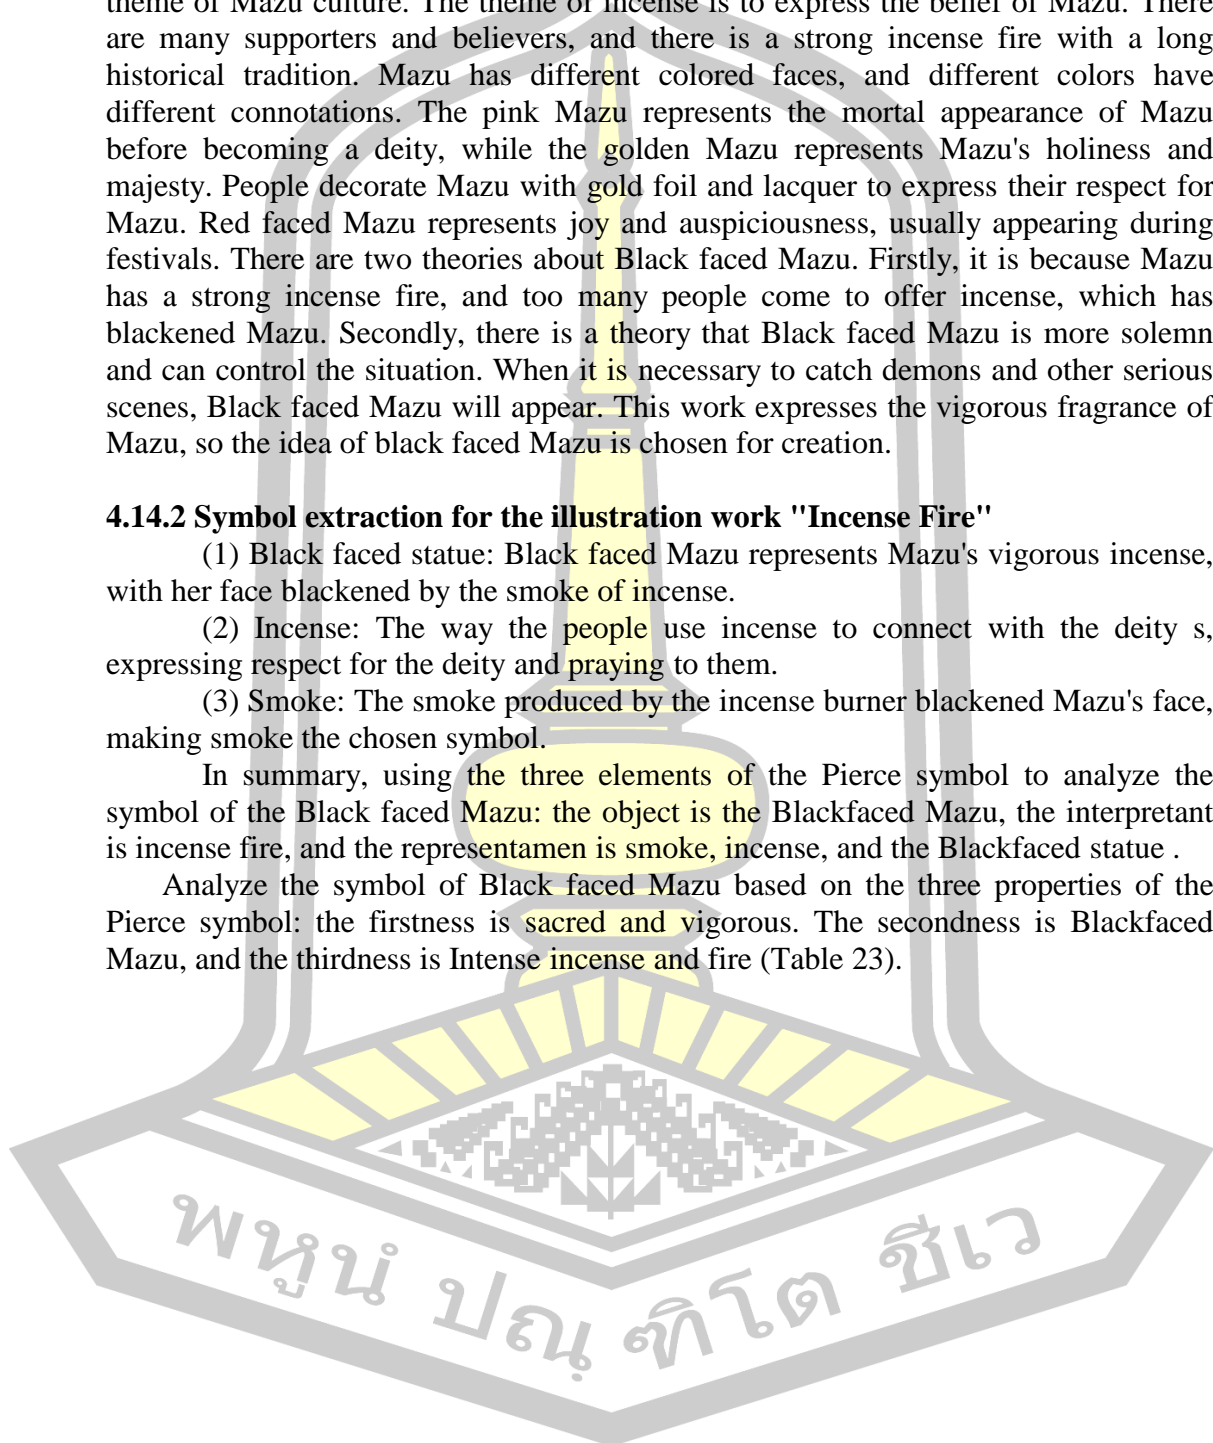 theme of Mazu culture. The theme of incense is to express the belief of Mazu. There
are many supporters and believers, and there is a strong incense fire with a long
historical tradition. Mazu has different colored faces, and different colors have
different connotations. The pink Mazu represents the mortal appearance of Mazu
before becoming a deity, while the golden Mazu represents Mazu's holiness and
majesty. People decorate Mazu with gold foil and lacquer to express their respect for
Mazu. Red faced Mazu represents joy and auspiciousness, usually appearing during
festivals. There are two theories about Black faced Mazu. Firstly, it is because Mazu
has a strong incense fire, and too many people come to offer incense, which has
blackened Mazu. Secondly, there is a theory that Black faced Mazu is more solemn
and can control the situation. When it is necessary to catch demons and other serious
scenes, Black faced Mazu will appear. This work expresses the vigorous fragrance of
Mazu, so the idea of black faced Mazu is chosen for creation.
4.14.2 Symbol extraction for the illustration work "Incense Fire"
(1) Black faced statue: Black faced Mazu represents Mazu's vigorous incense,
with her face blackened by the smoke of incense.
(2) Incense: The way the people use incense to connect with the deity s,
expressing respect for the deity and praying to them.
(3) Smoke: The smoke produced by the incense burner blackened Mazu's face,
making smoke the chosen symbol.
In summary, using the three elements of the Pierce symbol to analyze the
symbol of the Black faced Mazu: the object is the Blackfaced Mazu, the interpretant
is incense fire, and the representamen is smoke, incense, and the Blackfaced statue .
Analyze the symbol of Black faced Mazu based on the three properties of the
Pierce symbol: the firstness is sacred and vigorous. The secondness is Blackfaced
Mazu, and the thirdness is Intense incense and fire (Table 23).
พหูนํ ปณฺฑิโต ชีเว